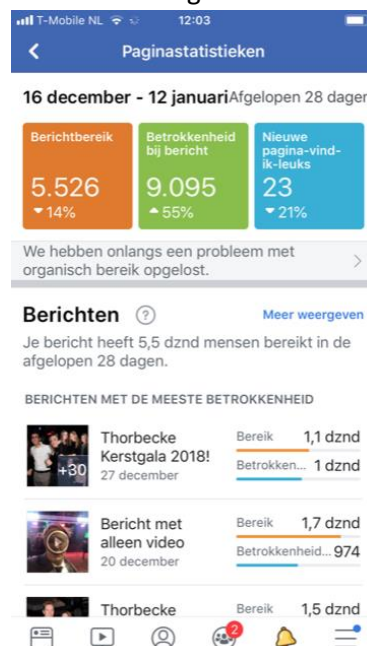 T-Mobile NL 12:03
Paginastatistieken
16 december - 12 januari Afgelopen 28 dagen
Berichtbereik
5.526
14%
Betrokkenheid
bij bericht
9.095
55%
Nieuwe
pagina-vind-
ik-leuks
23
21%
We hebben onlangs een probleem met
organisch bereik opgelost.
Berichten ? Meer weergeven
Je bericht heeft 5,5 dznd mensen bereikt in de
afgelopen 28 dagen.
BERICHTEN MET DE MEESTE BETROKKENHEID
+30
Thorbecke
Kerstgala 2018!
27 december
Bereik 1,1 dznd
Betrokken... 1 dznd
Bericht met
alleen video
20 december
Bereik 1,7 dznd
Betrokkenheid... 974
Thorbecke
Bereik 1,5 dznd
2